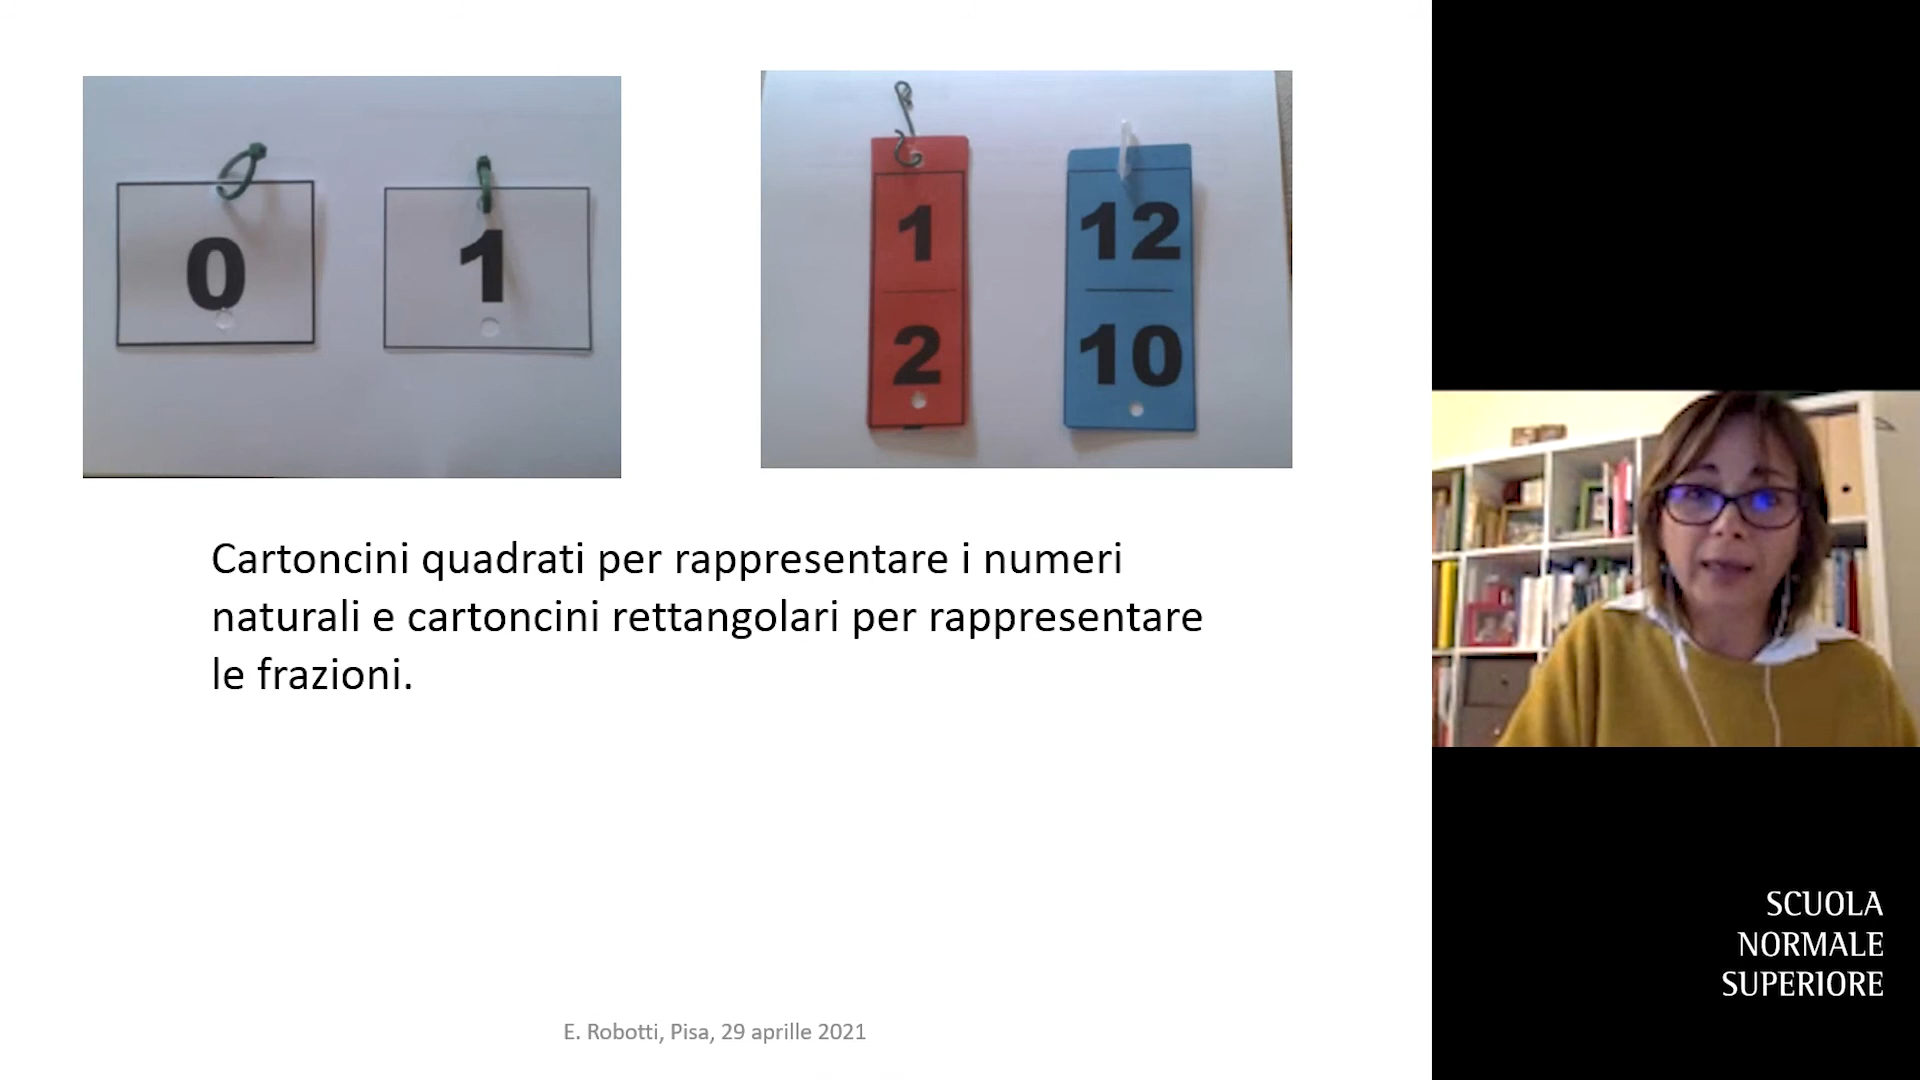 0
1
1
2
12
10
Cartoncini quadrati per rappresentare i numeri
naturali e cartoncini rettangolari per rappresentare
le frazioni.
E. Robotti, Pisa, 29 aprille 2021
SCUOLA
NORMALE
SUPERIORE